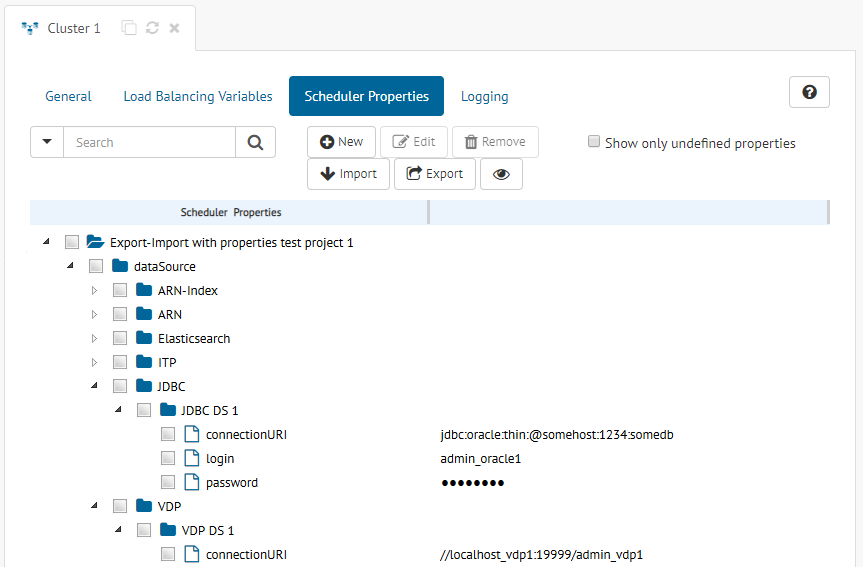 Cluster 1
General Load Balancing Variables Scheduler Properties Logging
Search New Edit Remove Show only undefined properties
Import Export
Scheduler Properties
Export-Import with properties test project 1
dataSource
ARN-Index
ARN
Elasticsearch
ITP
JDBC
JDBC DS 1
connectionURI jdbc:oracle:thin:@somehost:1234:somedb
login admin_oracle1
password ●●●●●●●●
VDP
VDP DS 1
connectionURI //localhost_vdp1:19999/admin_vdp1